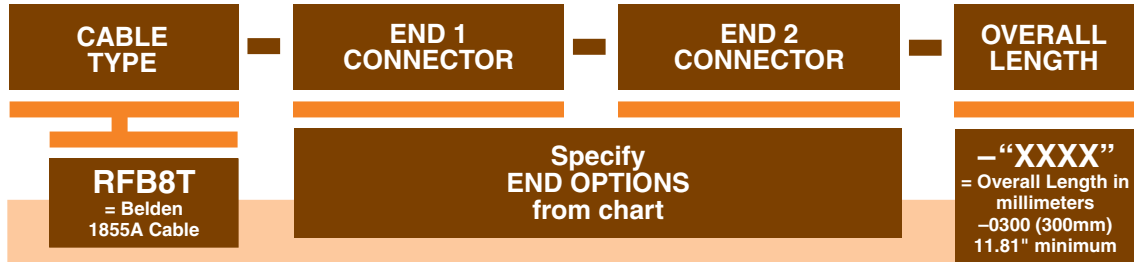 CABLE
TYPE
END 1
CONNECTOR
END 2
CONNECTOR
OVERALL
LENGTH
RFB8T
= Belden
1855A Cable
Specify
END OPTIONS
from chart
–“XXXX”
= Overall Length in
millimeters
–0300 (300mm)
11.81" minimum